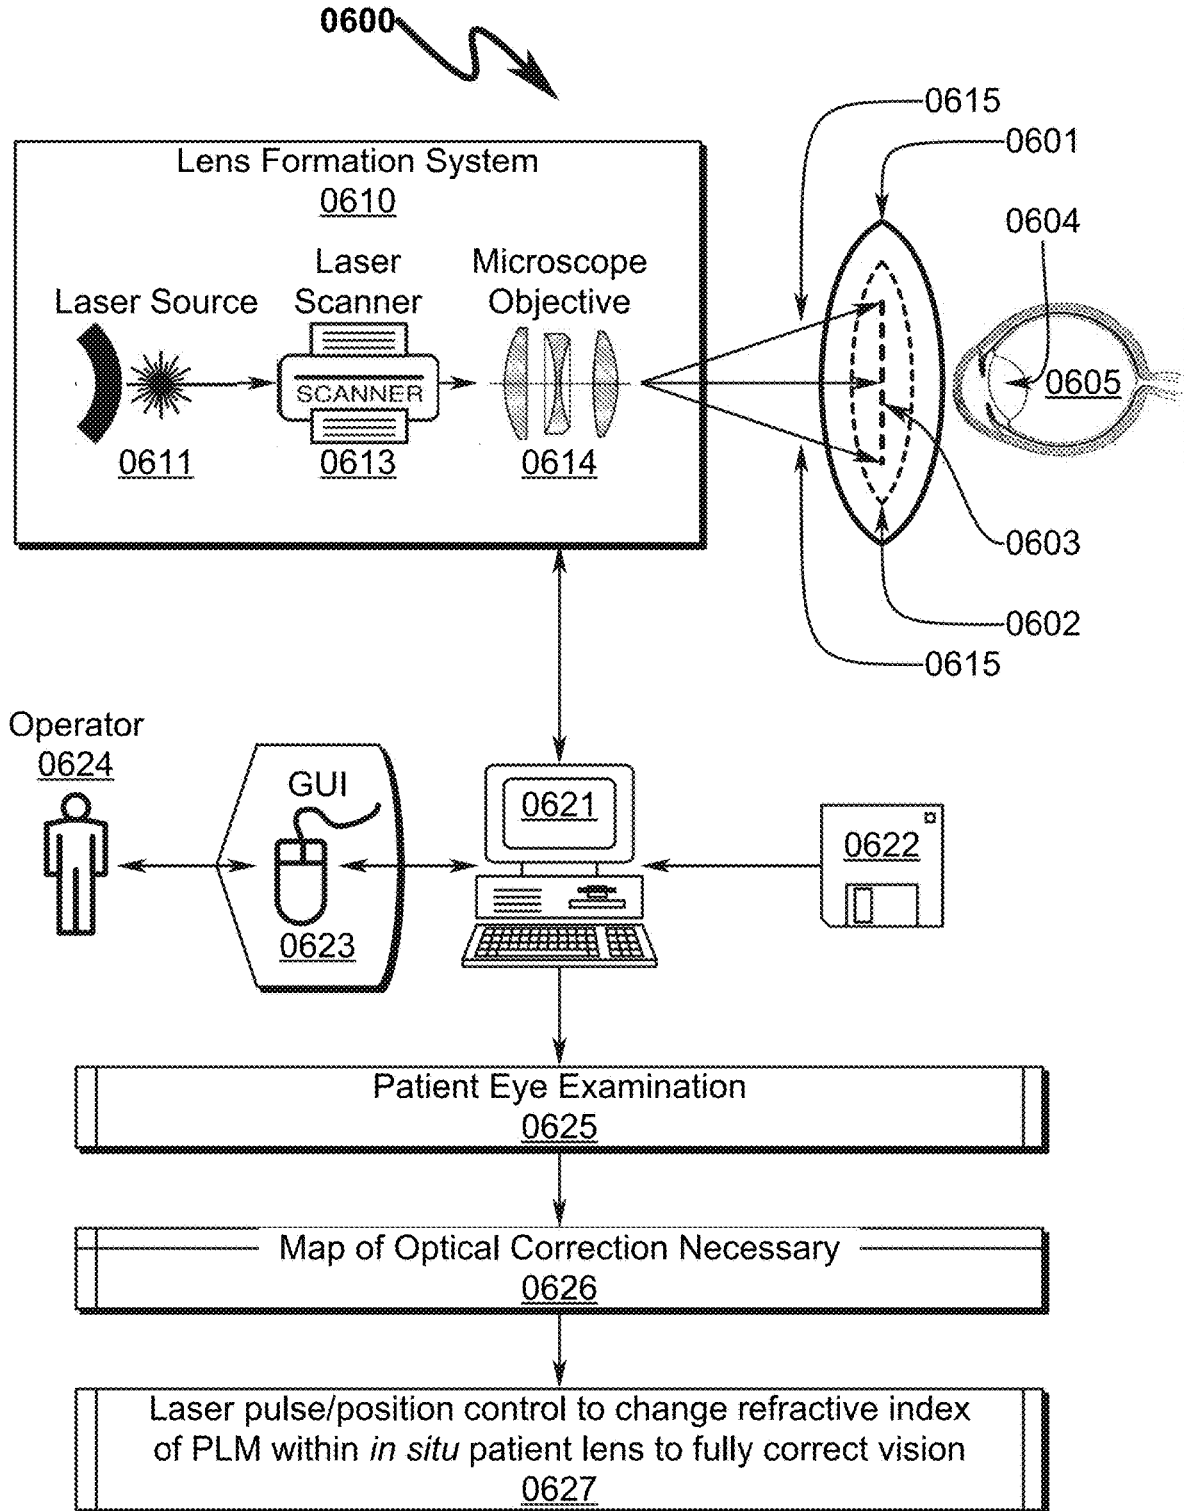 0600
0615
0601
0604
0605
0603
0602
0615
Lens Formation System
0610
Laser Source
0611
Laser
Scanner
SCANNER
0613
Microscope
Objective
0614
Operator
0624
GUI
0623
0621
0622
Patient Eye Examination
0625
Map of Optical Correction Necessary
0626
Laser pulse/position control to change refractive index
of PLM within in situ patient lens to fully correct vision
0627